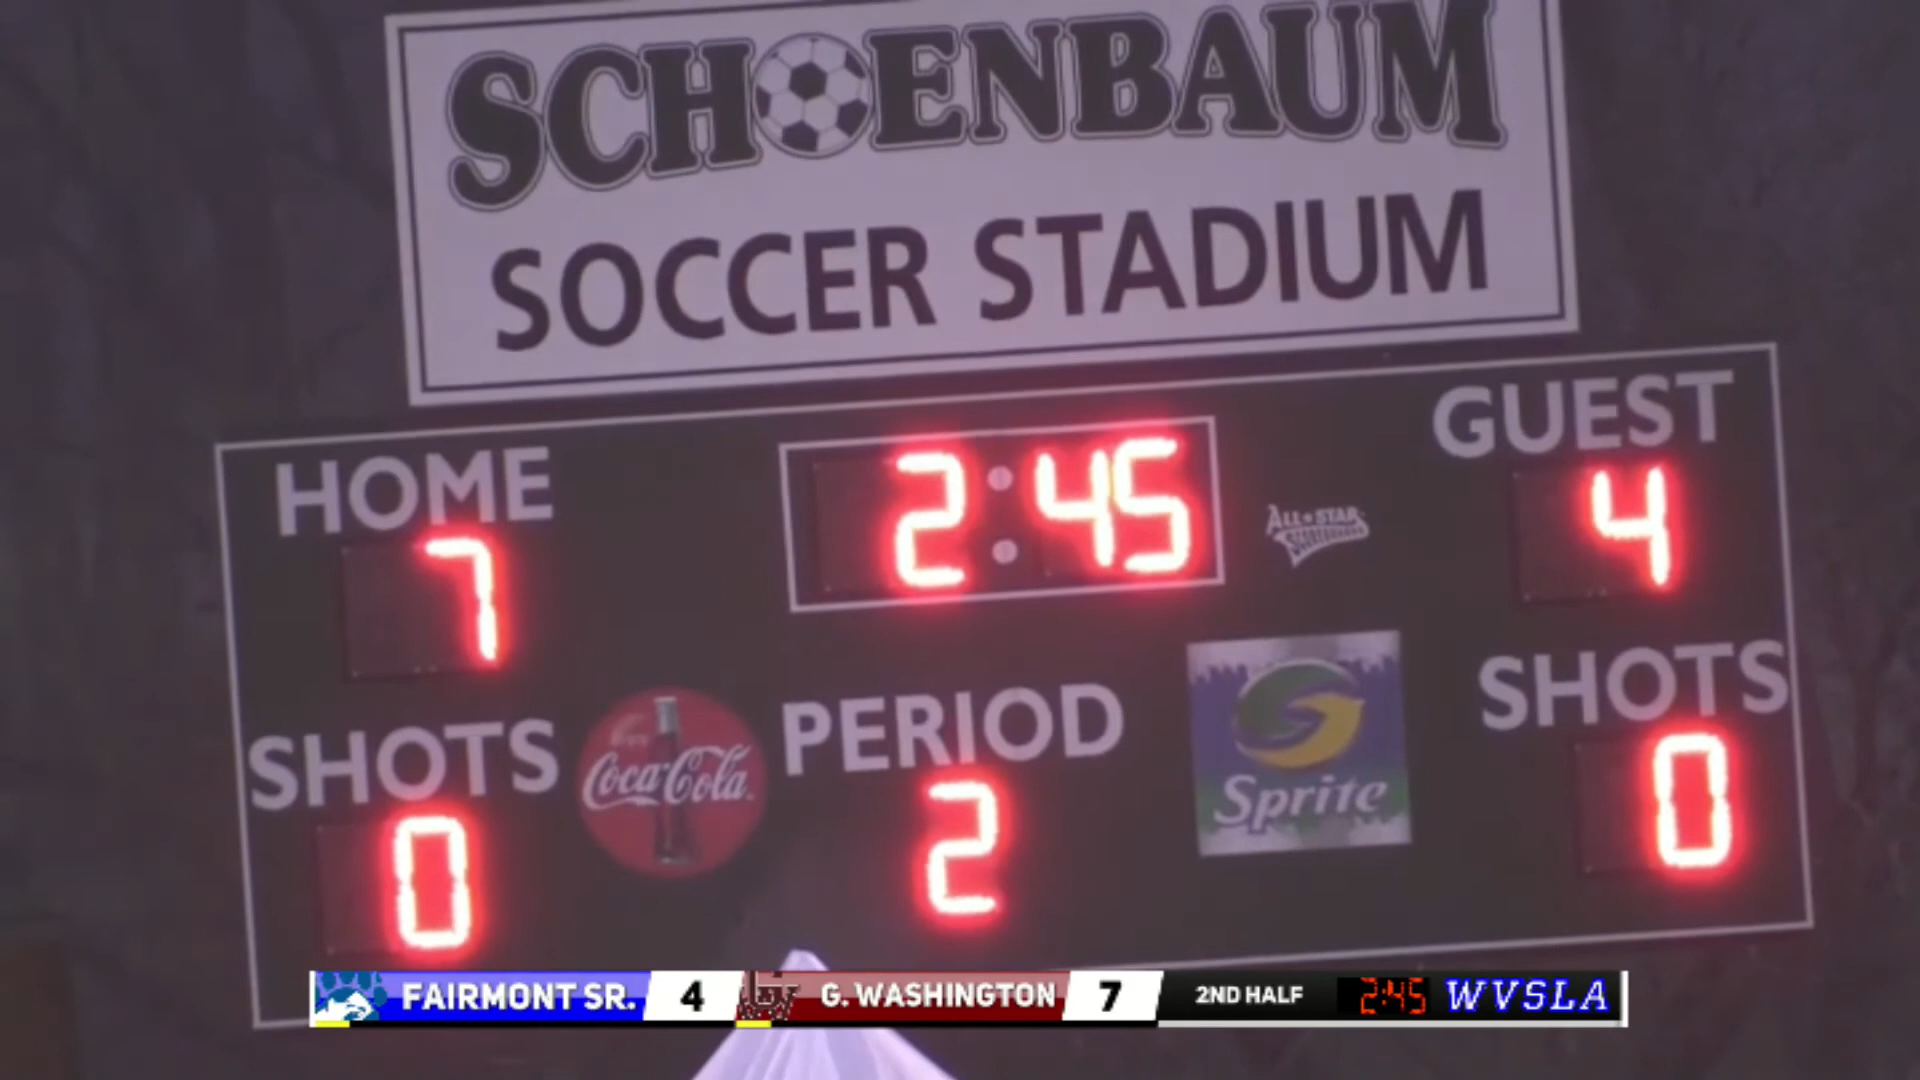 SCHOENBAUM
SOCCER STADIUM
HOME
7
2:45
ALL★STAR
GUEST
4
SHOTS
0
Coca-Cola
PERIOD
2
Sprite
SHOTS
0
FAIRMONT SR. 4 G. WASHINGTON 7 2ND HALF 2:45 WVSLA